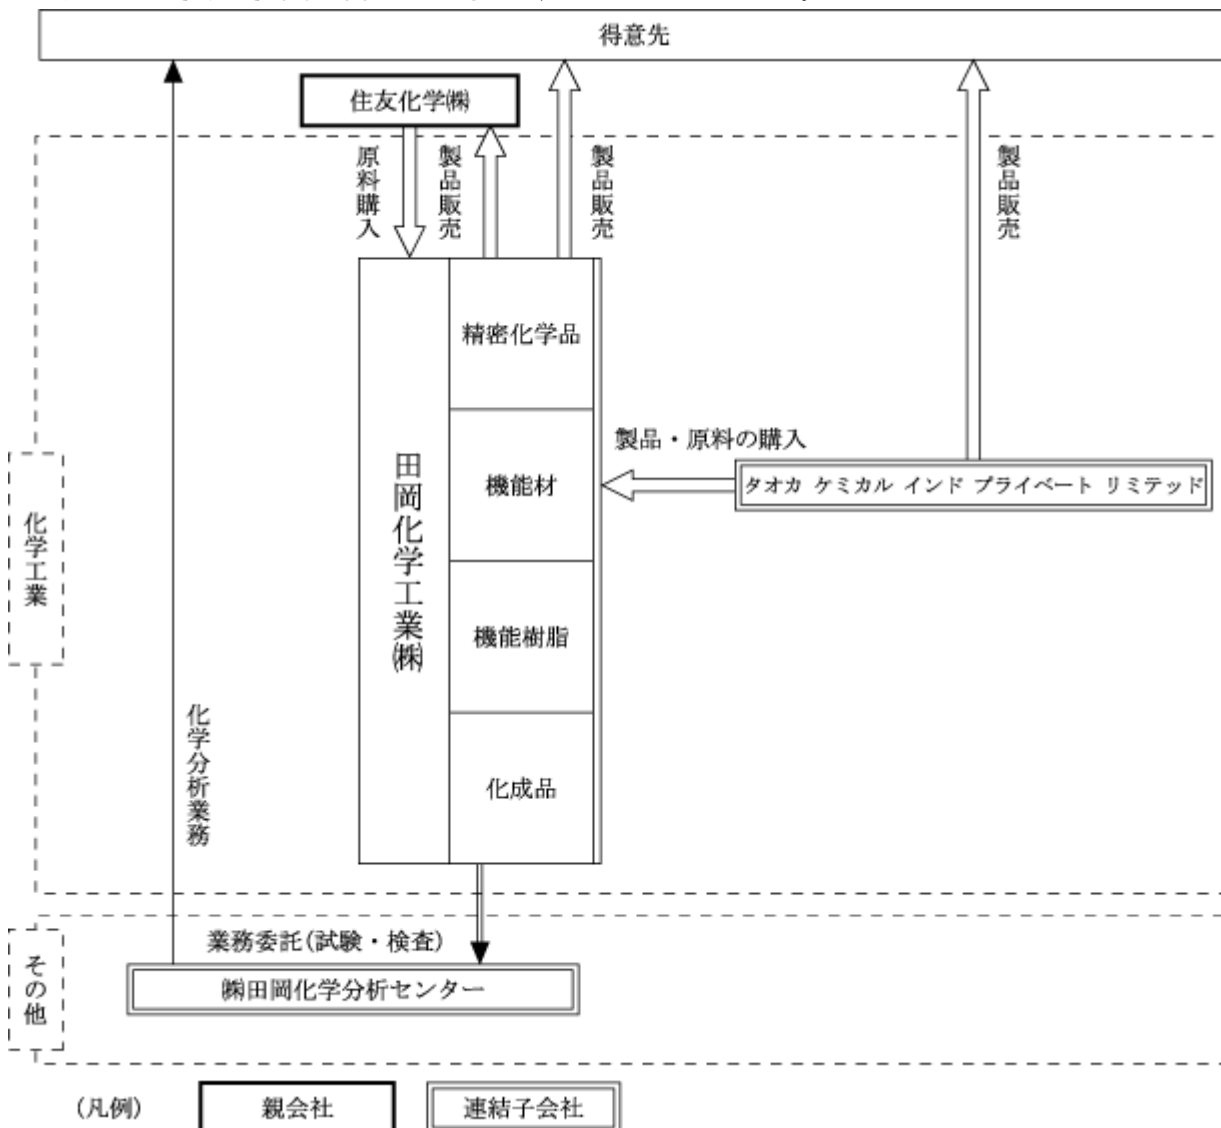 得意先
住友化学㈱
原料購入
製品販売
製品販売
製品販売
精密化学品
機能材
機能樹脂
化成品
田岡化学工業㈱
製品・原料の購入
タオカ ケミカル インド プライベート リミテッド
化学工業
化学分析業務
業務委託(試験・検査)
㈱田岡化学分析センター
その他
(凡例)
親会社
連結子会社